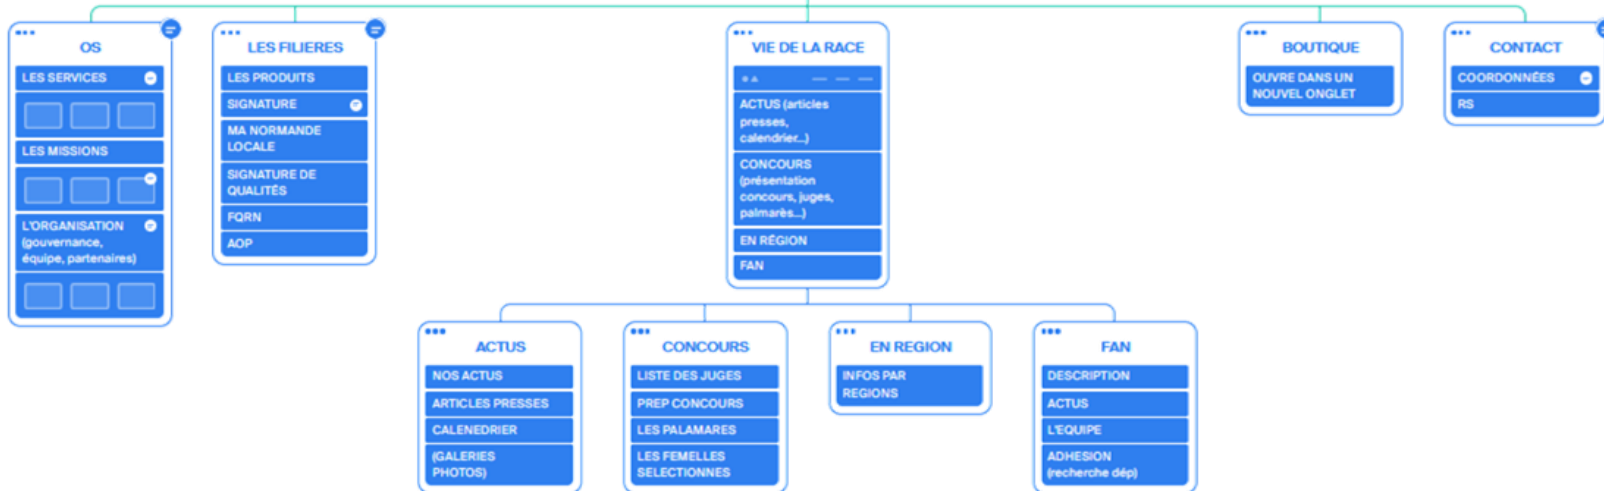 OS
LES SERVICES
LES MISSIONS
L'ORGANISATION
(gouvernance,
équipe, partenaires)
LES FILIERES
LES PRODUITS
SIGNATURE
MA NORMANDE
LOCALE
SIGNATURE DE
QUALITÉS
FQRN
AOP
VIE DE LA RACE
ACTUS (articles
presses,
calendrier...)
CONCOURS
(présentation
concours, juges,
palmarès...)
EN RÉGION
FAN
BOUTIQUE
OUVRE DANS UN
NOUVEL ONGLET
CONTACT
COORDONNÉES
RS
ACTUS
NOS ACTUS
ARTICLES PRESSES
CALENEDRIER
(GALERIES
PHOTOS)
CONCOURS
LISTE DES JUGES
PREP CONCOURS
LES PALAMARES
LES FEMELLES
SELECTIONNES
EN REGION
INFOS PAR
REGIONS
FAN
DESCRIPTION
ACTUS
L'EQUIPE
ADHESION
(recherche dép)